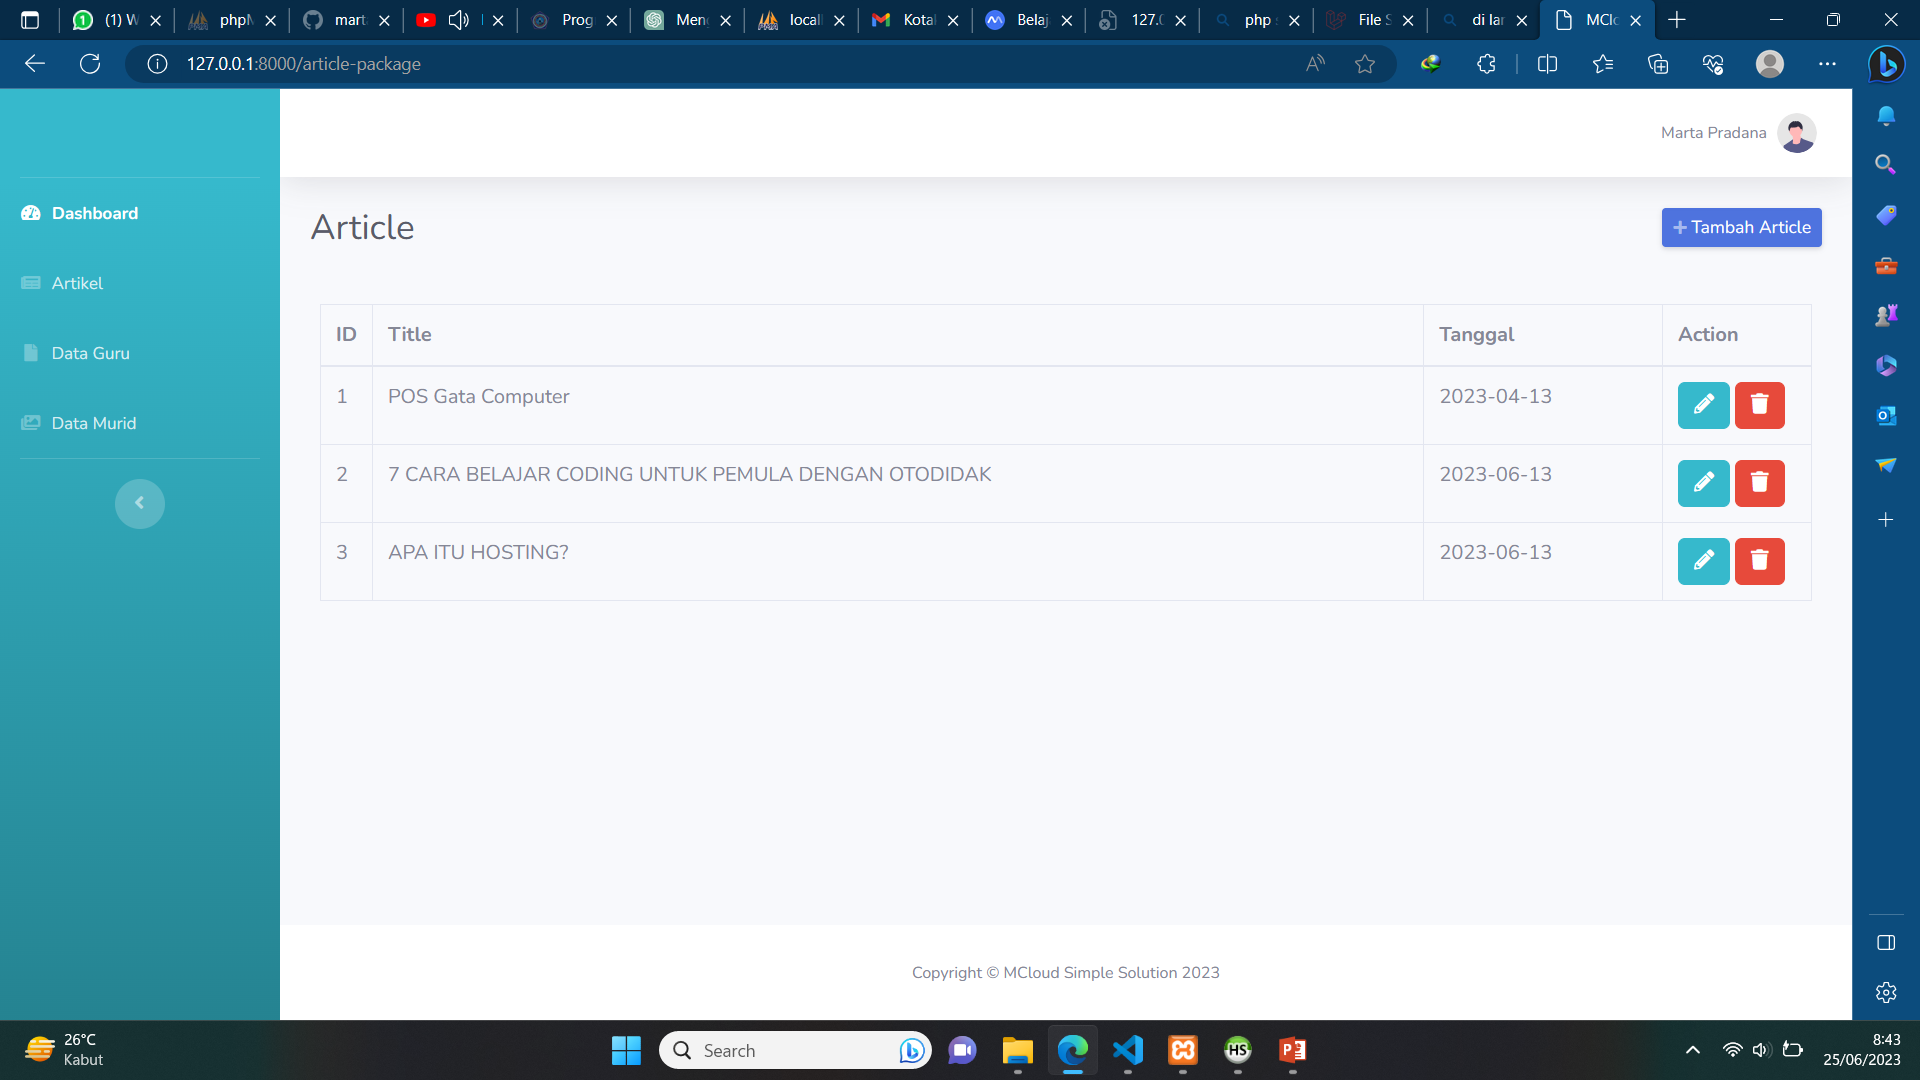 (1) W
phpM
mart
Prog
Men
local
Kotal
Belaj
127.0
php s
File S
di lar
MClo
127.0.0.1:8000/article-package
Marta Pradana
Dashboard
Artikel
Data Guru
Data Murid
Article
Tambah Article
ID Title Tanggal Action
1 POS Gata Computer 2023-04-13
2 7 CARA BELAJAR CODING UNTUK PEMULA DENGAN OTODIDAK 2023-06-13
3 APA ITU HOSTING? 2023-06-13
Copyright © MCloud Simple Solution 2023
26°C
Kabut
Search
HS
8:43
25/06/2023